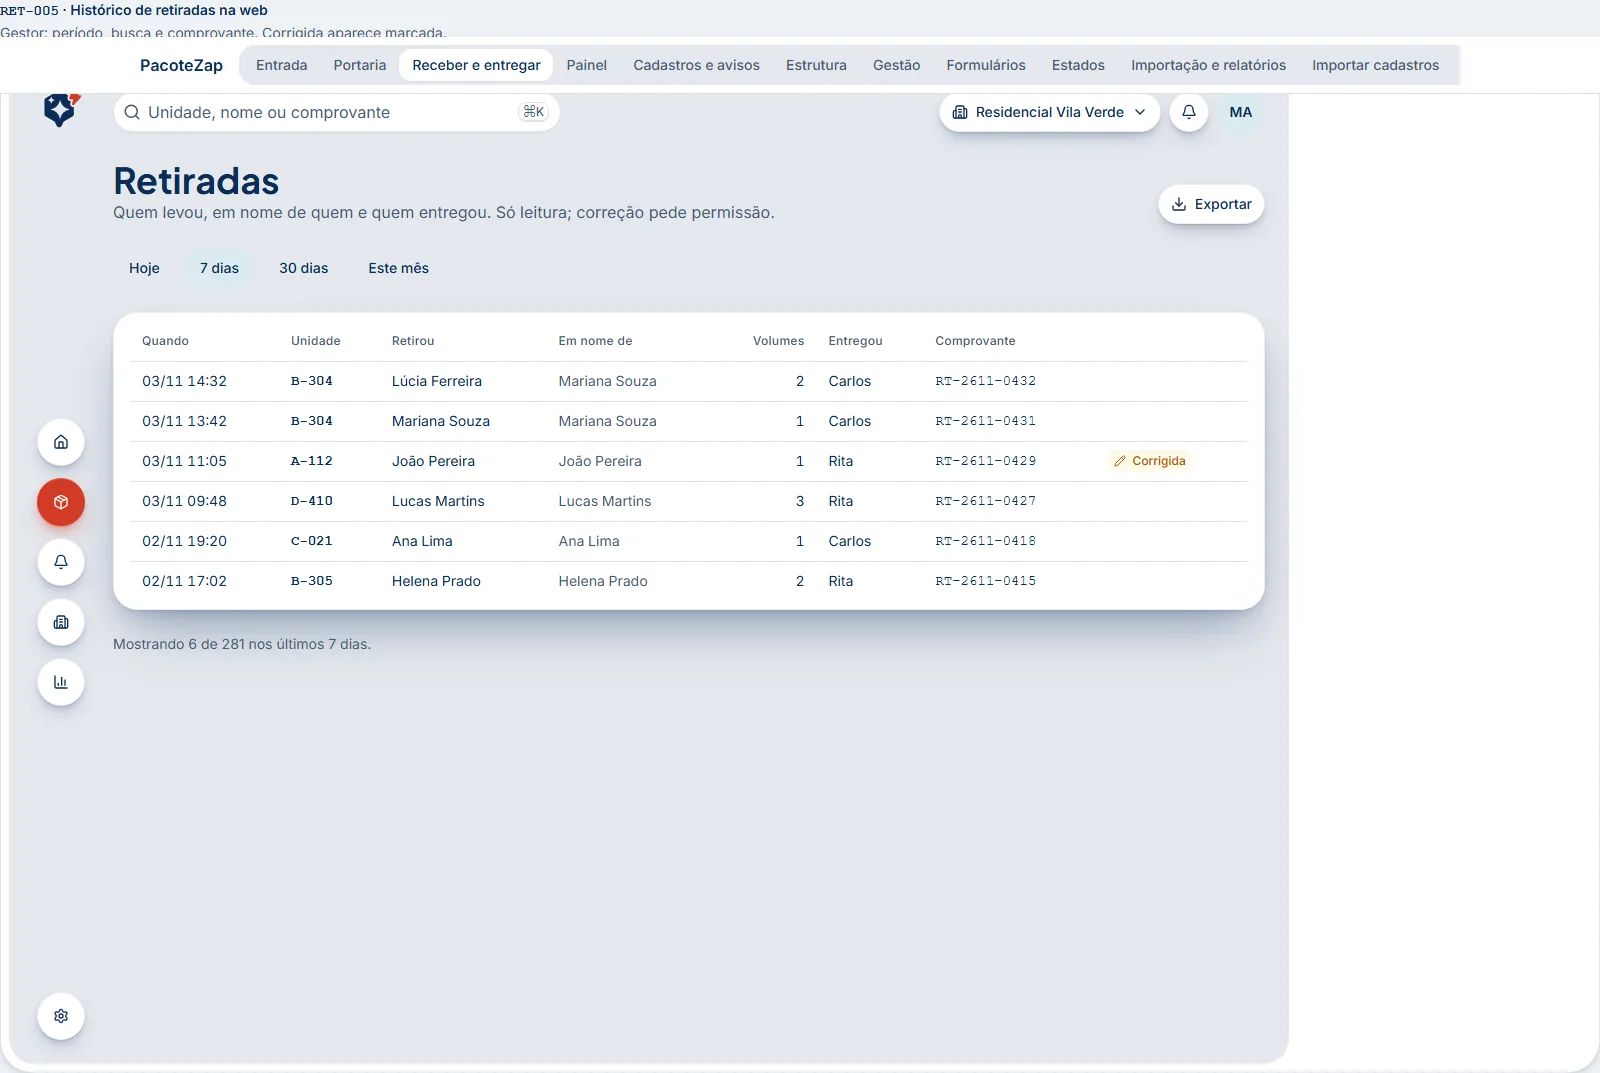 RET-005 · Histórico de retiradas na web
Gestor: período, busca e comprovante. Corrigida aparece marcada.
PacoteZap Entrada Portaria Receber e entregar Painel Cadastros e avisos Estrutura Gestão Formulários Estados Importação e relatórios Importar cadastros
Unidade, nome ou comprovante ⌘K Residencial Vila Verde MA
Retiradas
Quem levou, em nome de quem e quem entregou. Só leitura; correção pede permissão.
Exportar
Hoje 7 dias 30 dias Este mês
Quando Unidade Retirou Em nome de Volumes Entregou Comprovante
03/11 14:32 B-304 Lúcia Ferreira Mariana Souza 2 Carlos RT-2611-0432
03/11 13:42 B-304 Mariana Souza Mariana Souza 1 Carlos RT-2611-0431
03/11 11:05 A-112 João Pereira João Pereira 1 Rita RT-2611-0429 Corrigida
03/11 09:48 D-410 Lucas Martins Lucas Martins 3 Rita RT-2611-0427
02/11 19:20 C-021 Ana Lima Ana Lima 1 Carlos RT-2611-0418
02/11 17:02 B-305 Helena Prado Helena Prado 2 Rita RT-2611-0415
Mostrando 6 de 281 nos últimos 7 dias.